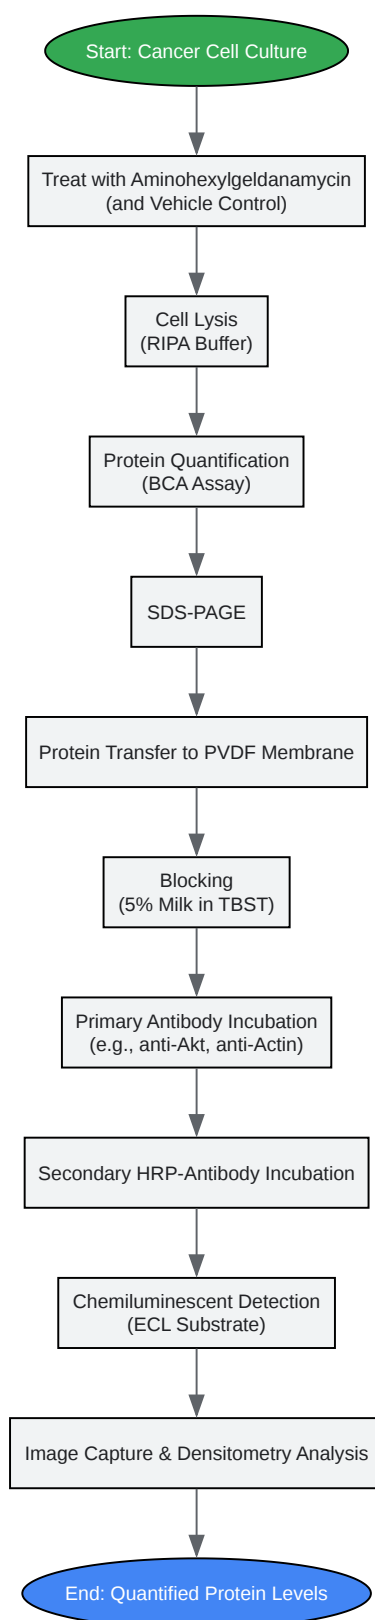 Start: Cancer Cell Culture
Treat with Aminohexylgeldanamycin
(and Vehicle Control)
Cell Lysis
(RIPA Buffer)
Protein Quantification
(BCA Assay)
SDS-PAGE
Protein Transfer to PVDF Membrane
Blocking
(5% Milk in TBST)
Primary Antibody Incubation
(e.g., anti-Akt, anti-Actin)
Secondary HRP-Antibody Incubation
Chemiluminescent Detection
(ECL Substrate)
Image Capture & Densitometry Analysis
End: Quantified Protein Levels